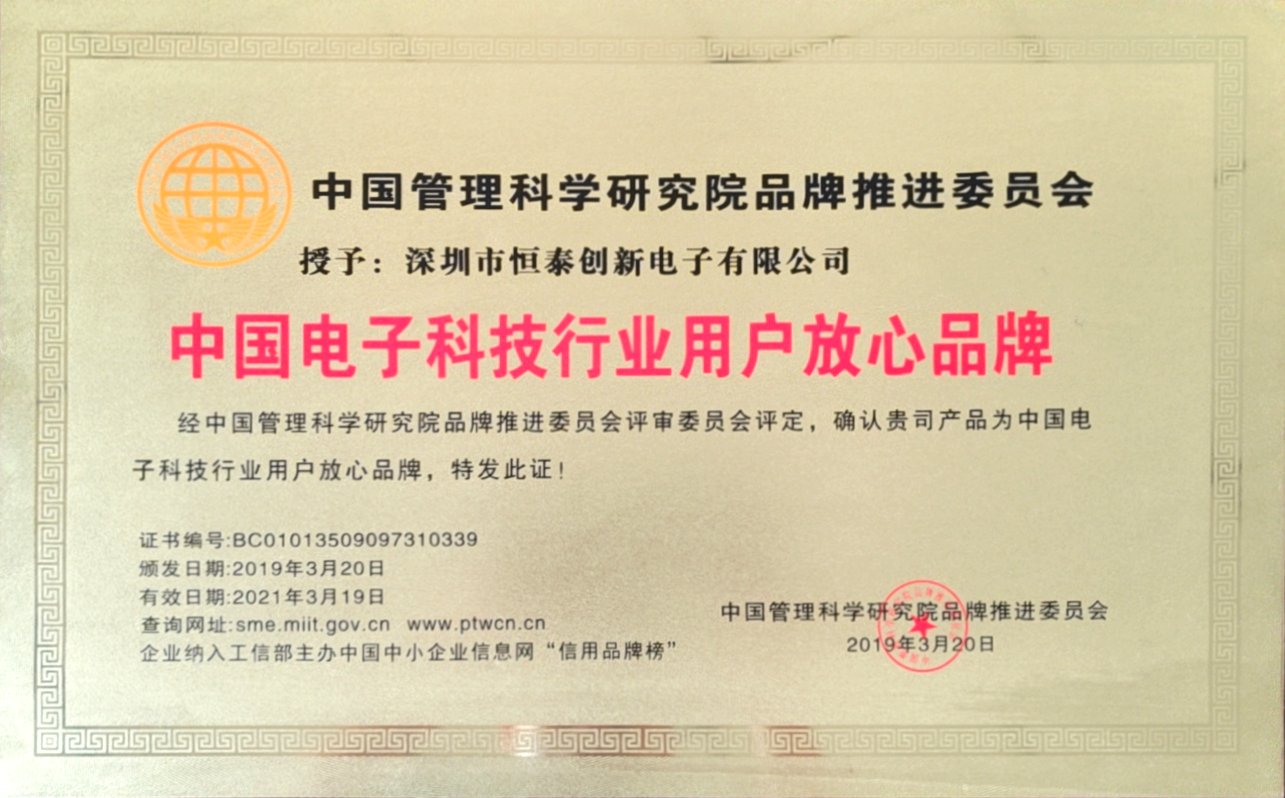 中国管理科学研究院品牌推进委员会
授予：深圳市恒泰创新电子有限公司
中国电子科技行业用户放心品牌
经中国管理科学研究院品牌推进委员会评审委员会评定，确认贵司产品为中国电
子科技行业用户放心品牌，特发此证！
证书编号:BC01013509097310339
颁发日期:2019年3月20日
有效日期:2021年3月19日
查询网址:sme.miit.gov.cn www.ptwcn.cn
企业纳入工信部主办中国中小企业信息网“信用品牌榜”
中国管理科学研究院品牌推进委员会
2019年3月20日